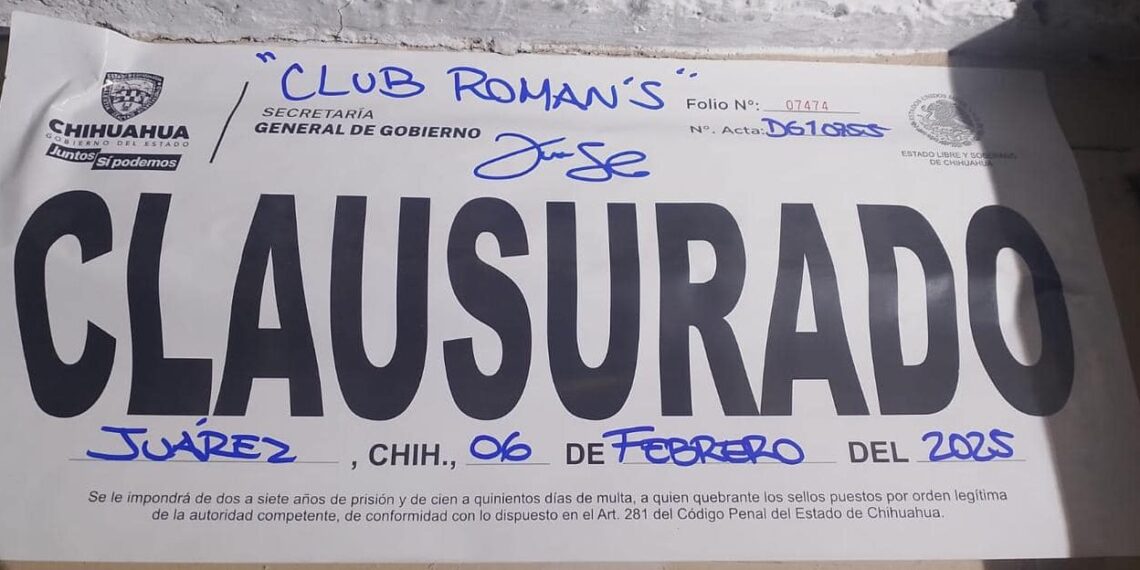 "CLUB ROMAN'S"
CHIHUAHUA
GOBIERNO DEL ESTADO
Juntos Sí podemos
SECRETARÍA
GENERAL DE GOBIERNO
Folio Nº: 07474
Nº. Acta:
ESTADO LIBRE Y SOBERANO
DE CHIHUAHUA
CLAUSURADO
JUÁREZ, CHIH., 06 DE FEBRERO DEL 2025
Se le impondrá de dos a siete años de prisión y de cien a quinientos días de multa, a quien quebrante los sellos puestos por orden legítima
de la autoridad competente, de conformidad con lo dispuesto en el Art. 281 del Código Penal del Estado de Chihuahua.